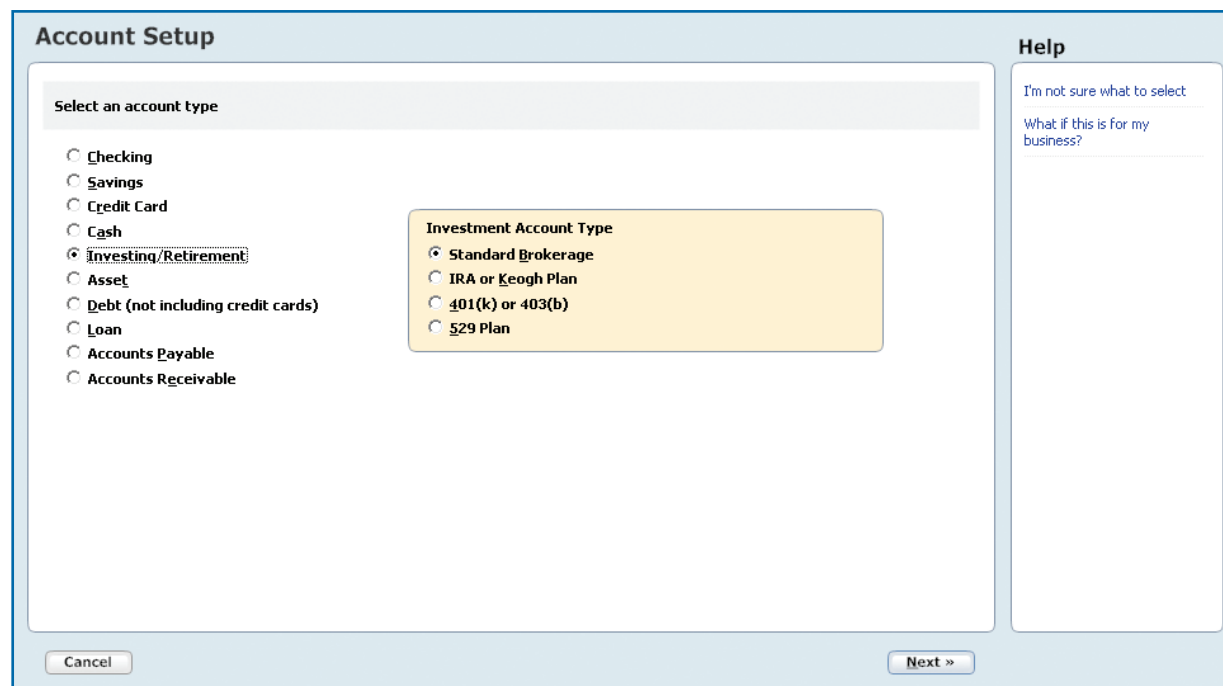 Account Setup
Help
Select an account type
Checking
Savings
Credit Card
Cash
Investing/Retirement
Asset
Debt (not including credit cards)
Loan
Accounts Payable
Accounts Receivable
Investment Account Type
Standard Brokerage
IRA or Keogh Plan
401(k) or 403(b)
529 Plan
I'm not sure what to select
What if this is for my
business?
Cancel
Next »